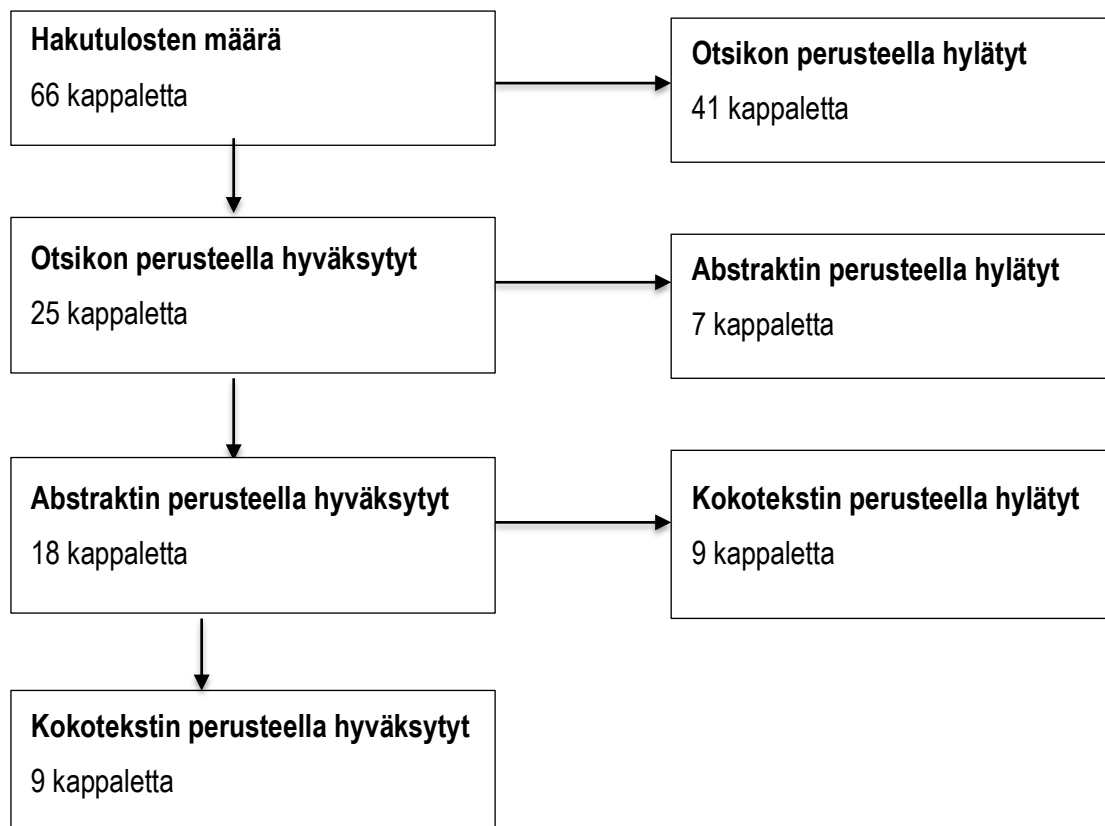 Hakutulosten määrä
66 kappaletta
Otsikon perusteella hylätyt
41 kappaletta
Otsikon perusteella hyväksytyt
25 kappaletta
Abstraktin perusteella hylätyt
7 kappaletta
Abstraktin perusteella hyväksytyt
18 kappaletta
Kokotekstin perusteella hylätyt
9 kappaletta
Kokotekstin perusteella hyväksytyt
9 kappaletta